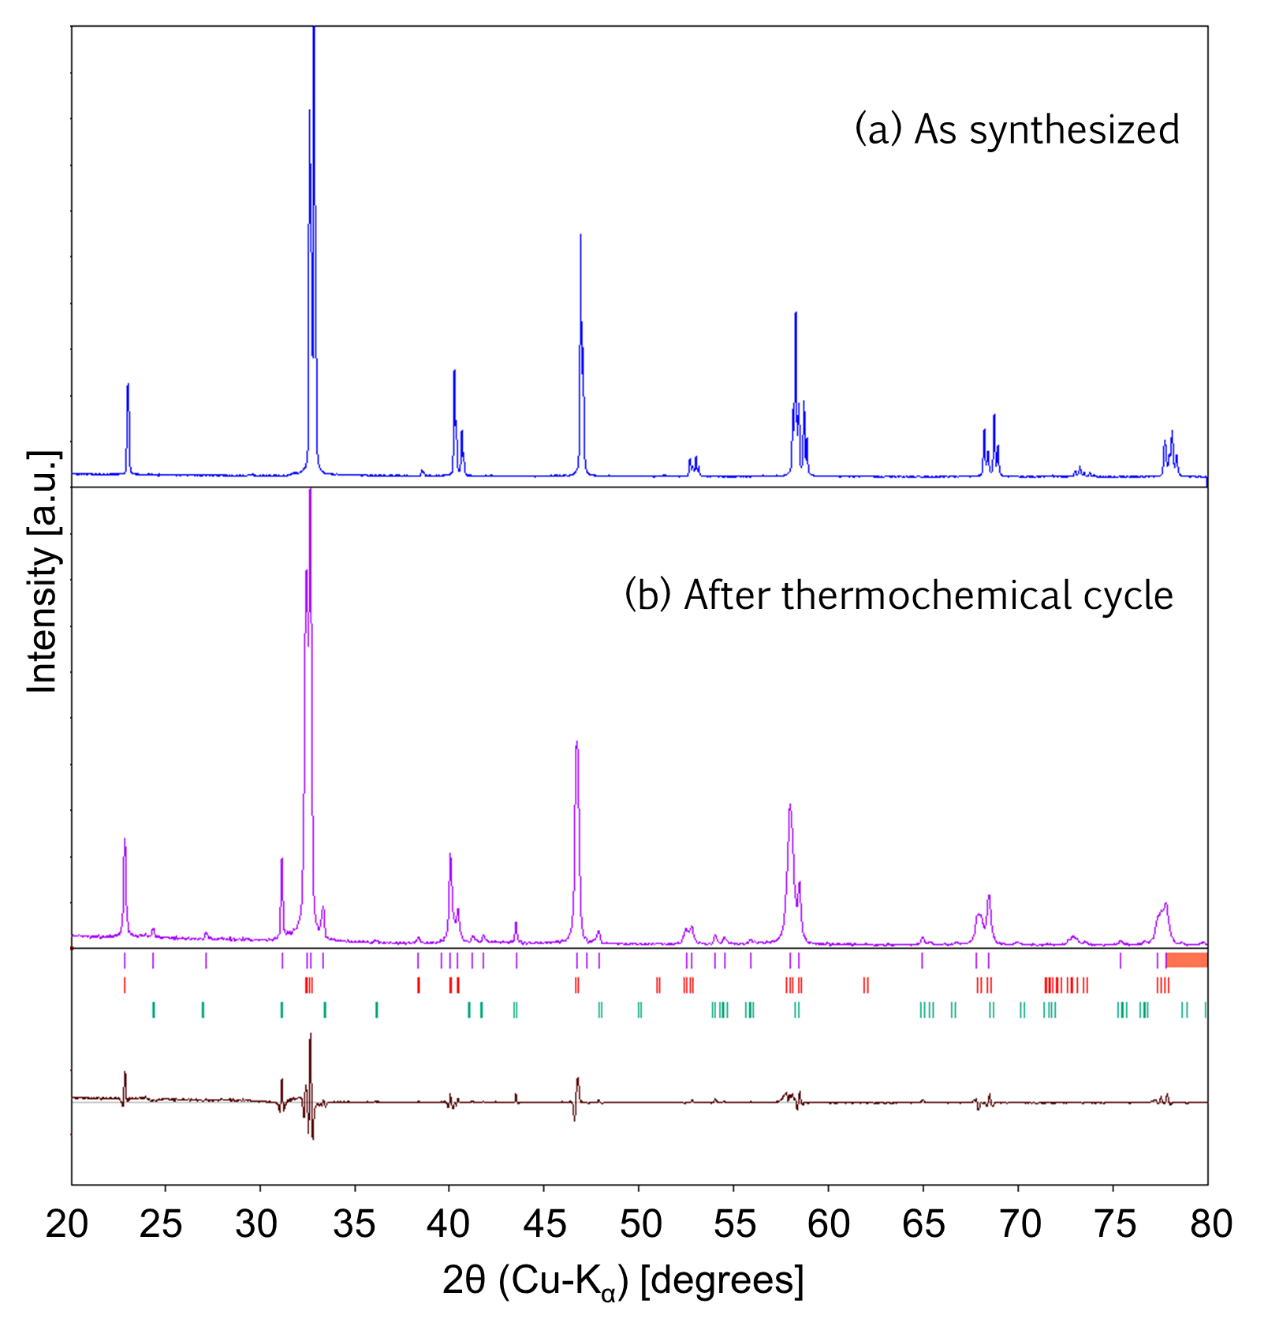 (a) As synthesized
(b) After thermochemical cycle
Intensity [a.u.]
20 25 30 35 40 45 50 55 60 65 70 75 80
2θ (Cu-Kα) [degrees]